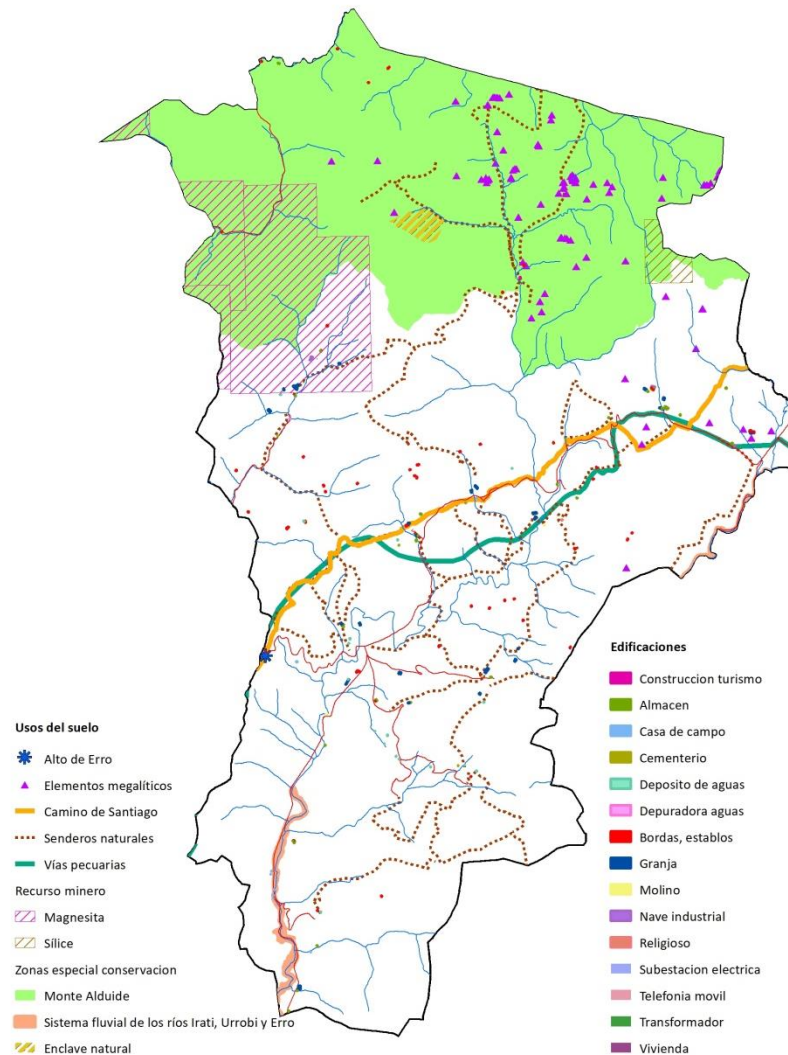 Usos del suelo
Alto de Erro
Elementos megalíticos
Camino de Santiago
Senderos naturales
Vías pecuarias
Recurso minero
Magnesita
Sílice
Zonas especial conservacion
Monte Alduide
Sistema fluvial de los ríos Irati, Urrobi y Erro
Enclave natural
Edificaciones
Construccion turismo
Almacen
Casa de campo
Cementerio
Deposito de aguas
Depuradora aguas
Bordas, establos
Granja
Molino
Nave industrial
Religioso
Subestacion electrica
Telefonia movil
Transformador
Vivienda